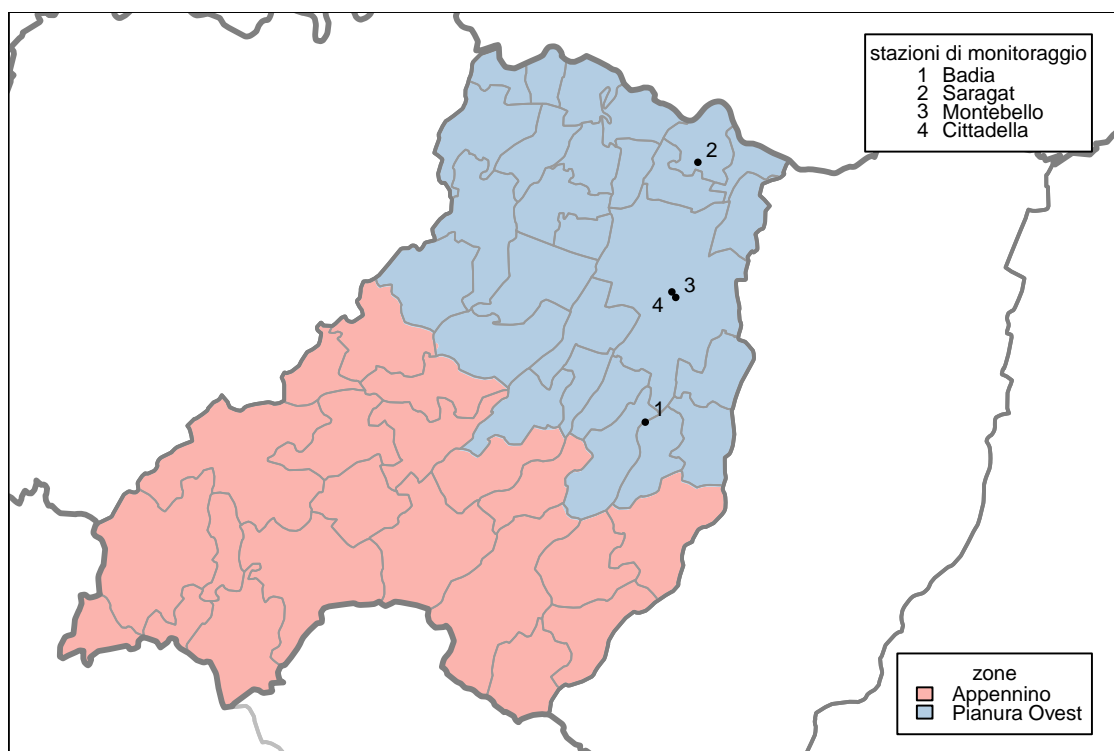 stazioni di monitoraggio
1 Badia
2 Saragat
3 Montebello
4 Cittadella
2
3
4
1
zone
Appennino
Pianura Ovest